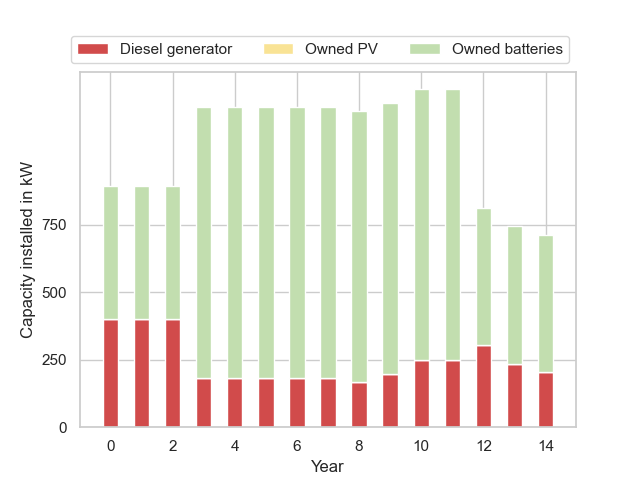 Diesel generator Owned PV Owned batteries
Capacity installed in kW
750
500
250
0
0 2 4 6 8 10 12 14
Year